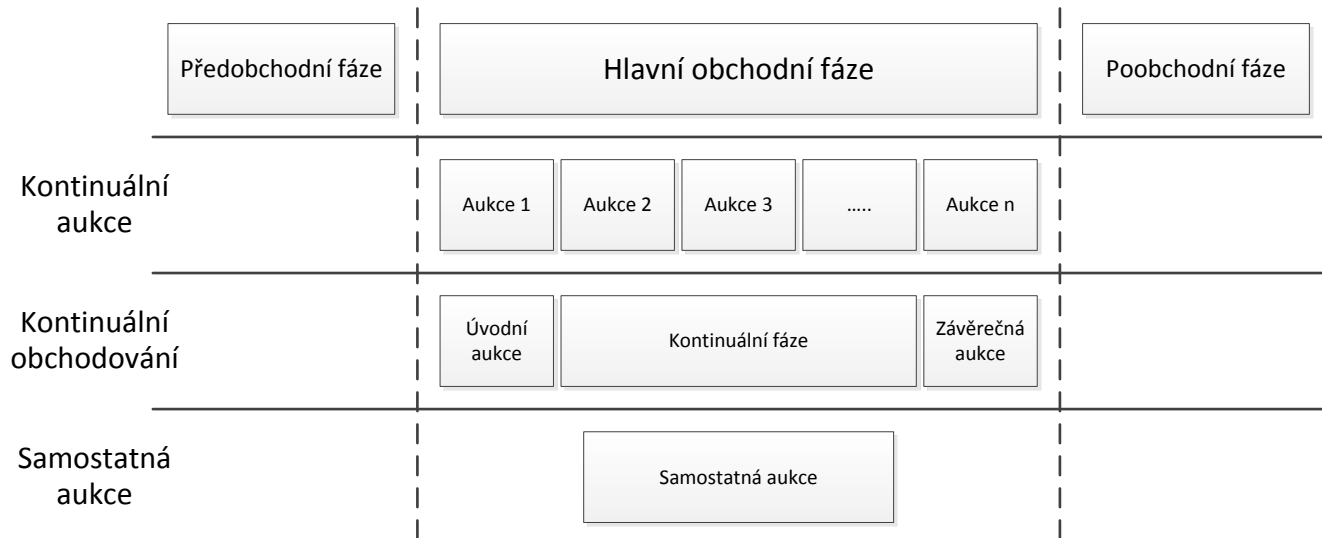 Předobchodní fáze
Hlavní obchodní fáze
Poobchodní fáze
Kontinuální
aukce
Aukce 1
Aukce 2
Aukce 3
.....
Aukce n
Kontinuální
obchodování
Úvodní
aukce
Kontinuální fáze
Závěrečná
aukce
Samostatná
aukce
Samostatná aukce